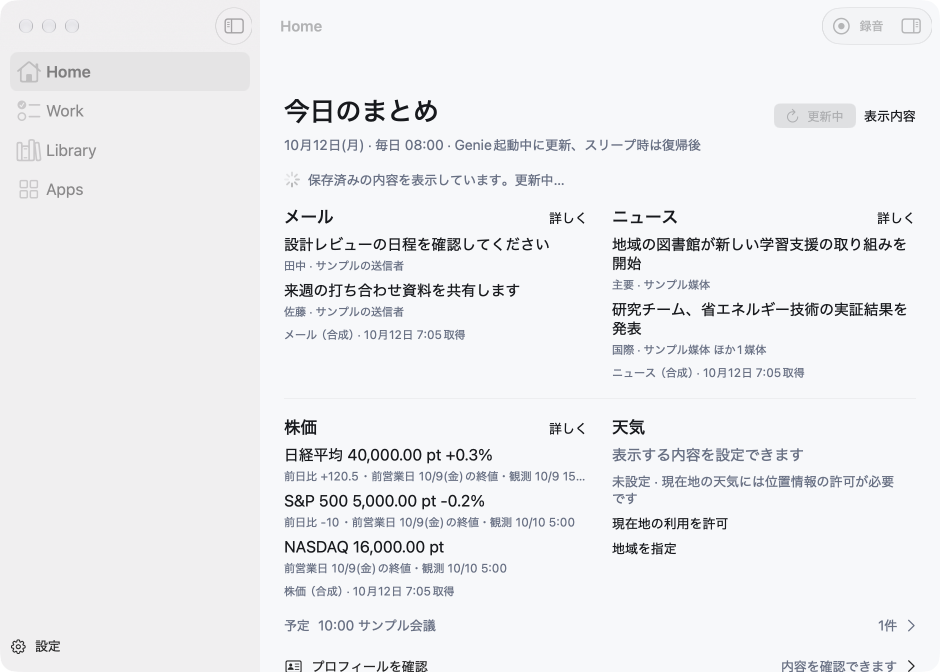 Home
録音
Home
Work
Library
Apps
設定
今日のまとめ
更新中
表示内容
10月12日(月) · 毎日 08:00 · Genie起動中に更新、スリープ時は復帰後
保存済みの内容を表示しています。更新中...
メール
詳しく
設計レビューの日程を確認してください
田中 · サンプルの送信者
来週の打ち合わせ資料を共有します
佐藤 · サンプルの送信者
メール（合成）· 10月12日 7:05取得
ニュース
詳しく
地域の図書館が新しい学習支援の取り組みを
開始
主要 · サンプル媒体
研究チーム、省エネルギー技術の実証結果を
発表
国際 · サンプル媒体 ほか1媒体
ニュース（合成）· 10月12日 7:05取得
株価
詳しく
日経平均 40,000.00 pt +0.3%
前日比 +120.5・前営業日 10/9(金)の終値・観測 10/9 15...
S&P 500 5,000.00 pt -0.2%
前日比 -10・前営業日 10/9(金)の終値・観測 10/10 5:00
NASDAQ 16,000.00 pt
前営業日 10/9(金)の終値・観測 10/10 5:00
株価（合成）· 10月12日 7:05取得
天気
表示する内容を設定できます
未設定 · 現在地の天気には位置情報の許可が必要
です
現在地の利用を許可
地域を指定
予定 10:00 サンプル会議
1件
プロフィールを確認
内容を確認できます